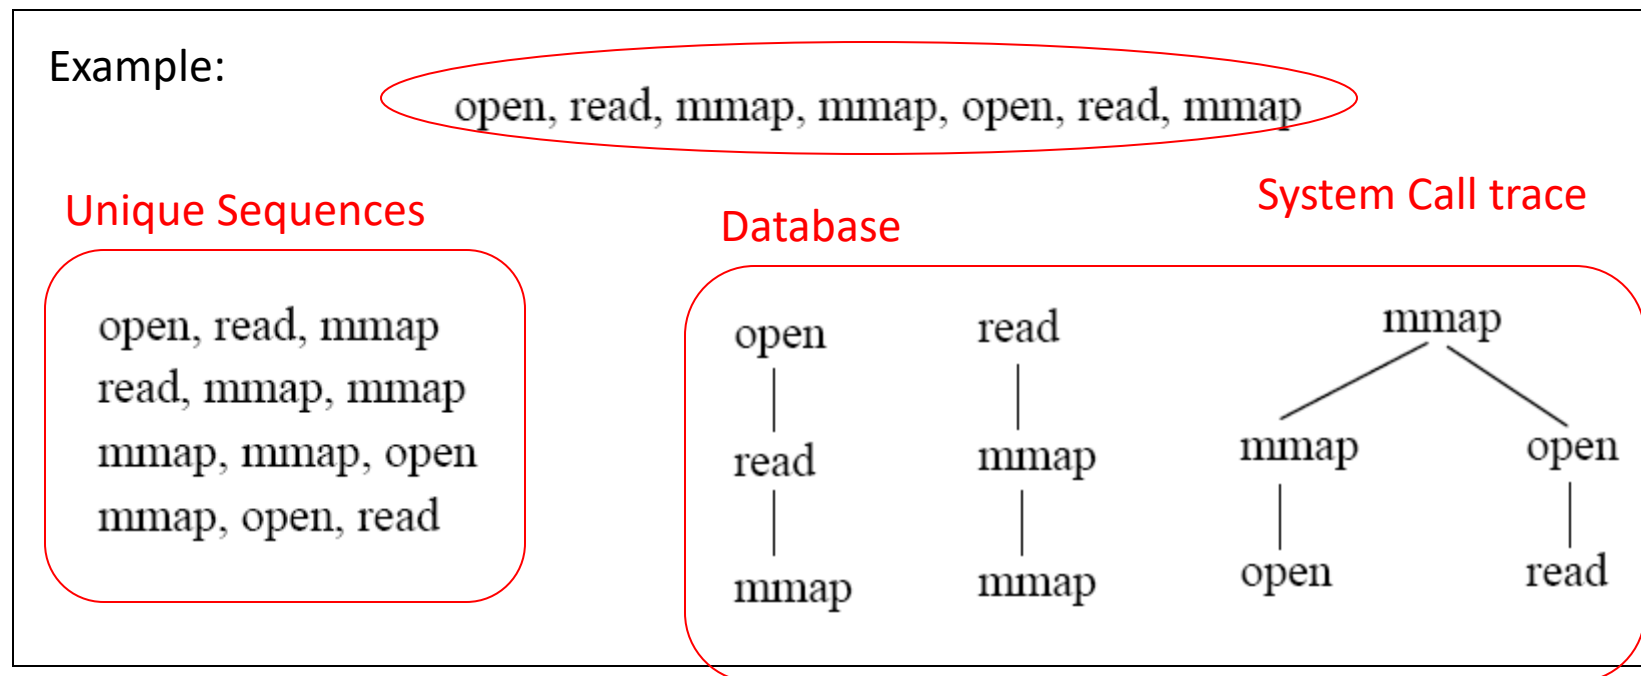 Example:
open, read, mmap, mmap, open, read, mmap
System Call trace
Unique Sequences
Database
open, read, mmap
read, mmap, mmap
mmap, mmap, open
mmap, open, read
open
read
mmap
read
mmap
mmap
mmap
mmap
open
open
read